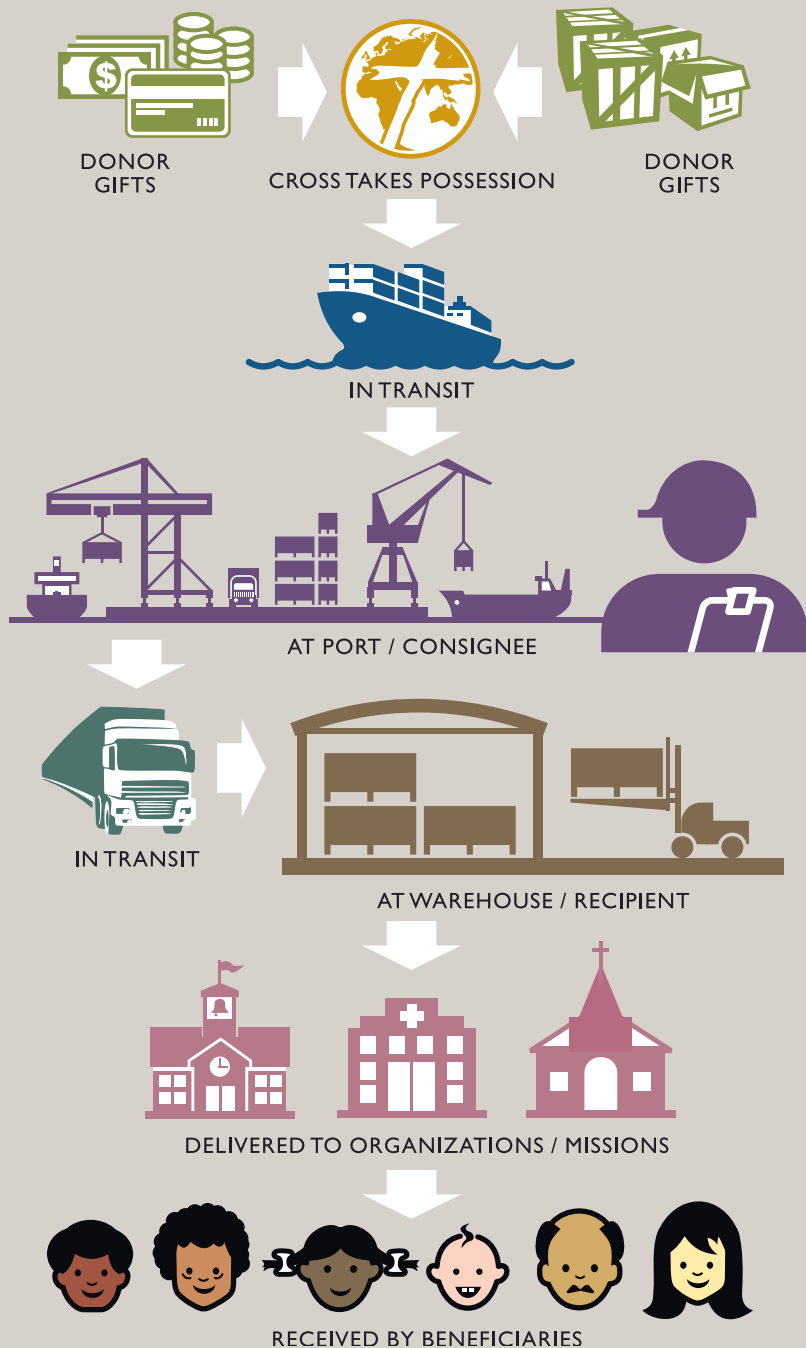 $
DONOR
GIFTS
CROSS TAKES POSSESSION
DONOR
GIFTS
IN TRANSIT
AT PORT / CONSIGNEE
IN TRANSIT
AT WAREHOUSE / RECIPIENT
DELIVERED TO ORGANIZATIONS / MISSIONS
RECEIVED BY BENEFICIARIES